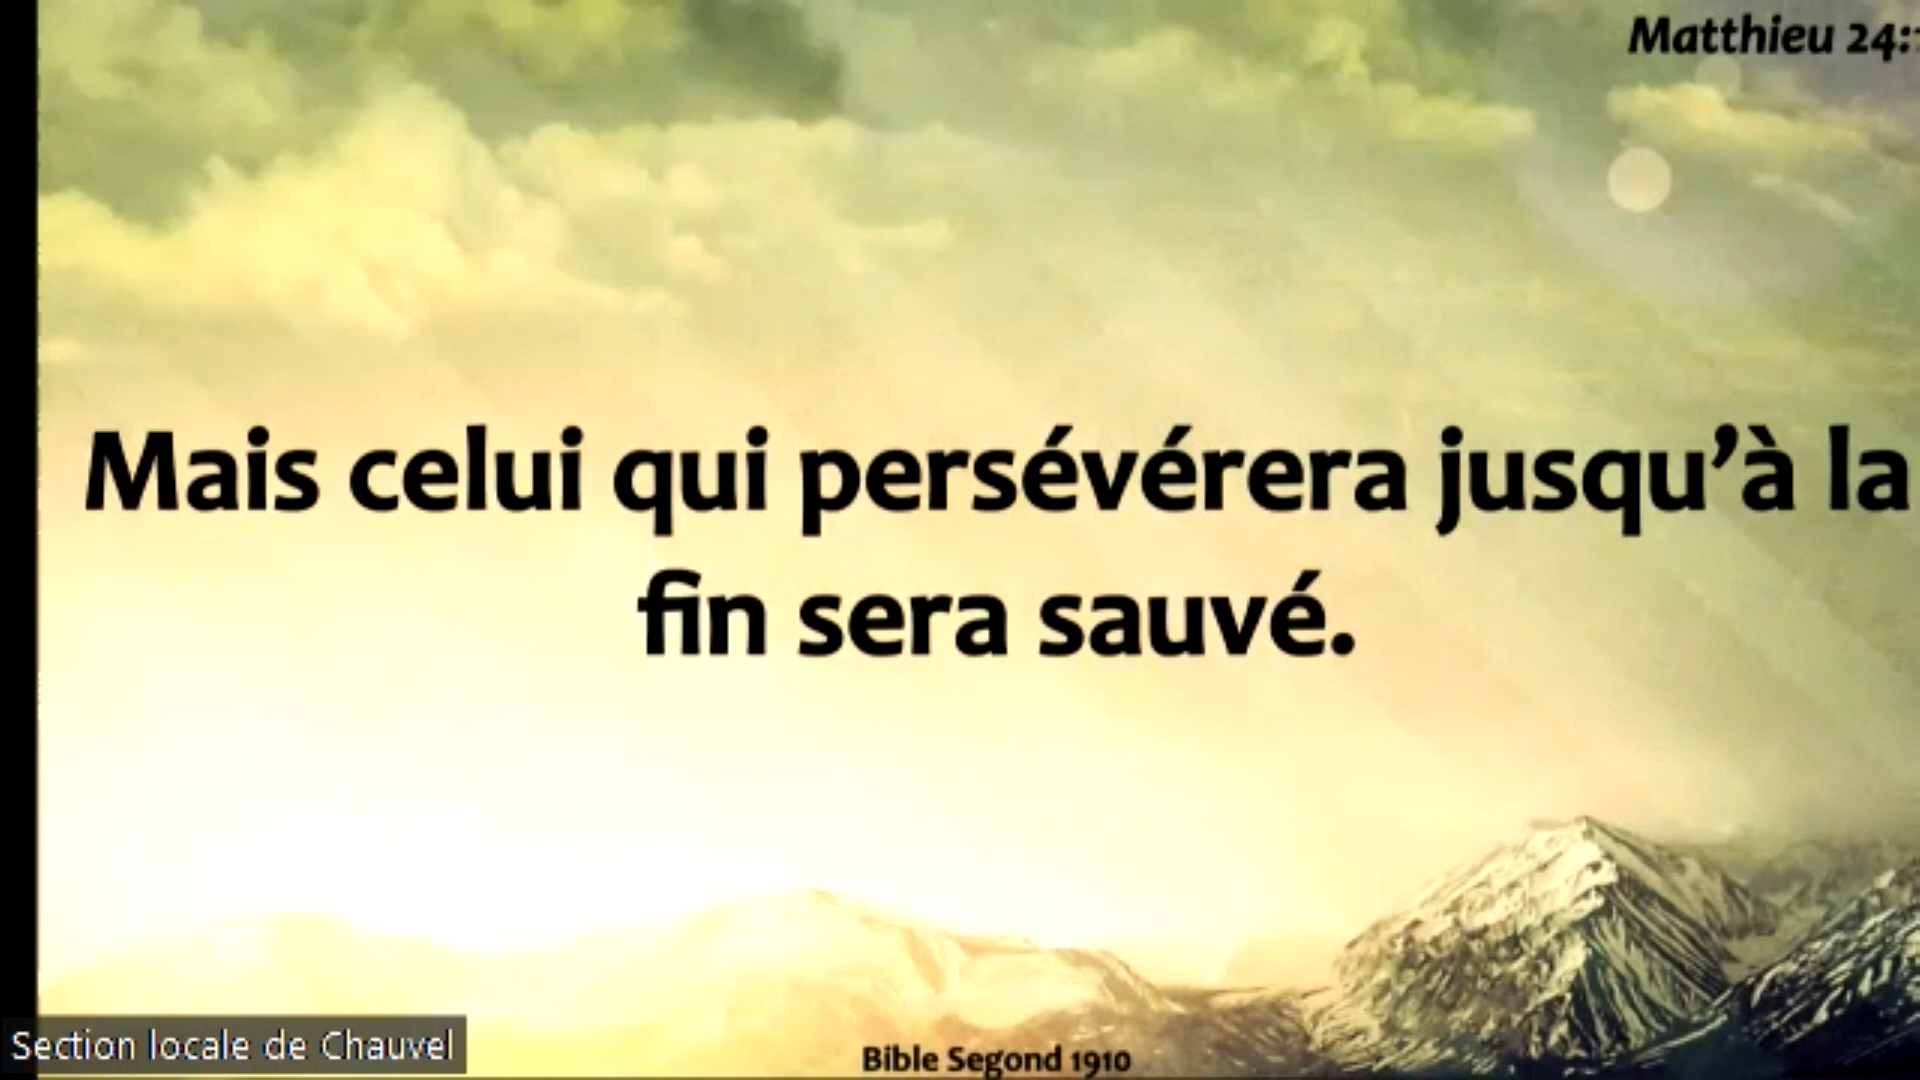 Matthieu 24:
Mais celui qui persévérera jusqu’à la
fin sera sauvé.
Section locale de Chauvel
Bible Segond 1910